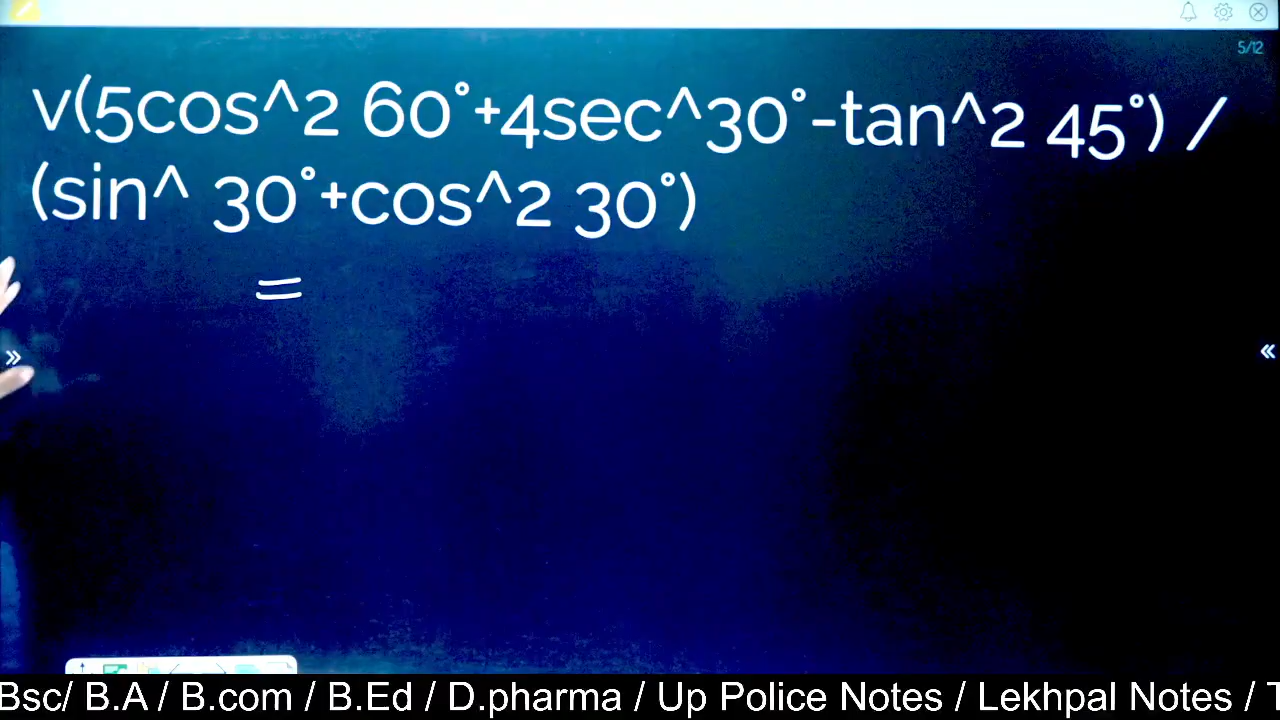 5/12
v(5cos^2 60°+4sec^30°-tan^2 45°) /
(sin^ 30°+cos^2 30°)
=
»
«
Bsc/ B.A / B.com / B.Ed / D.pharma / Up Police Notes / Lekhpal Notes / T